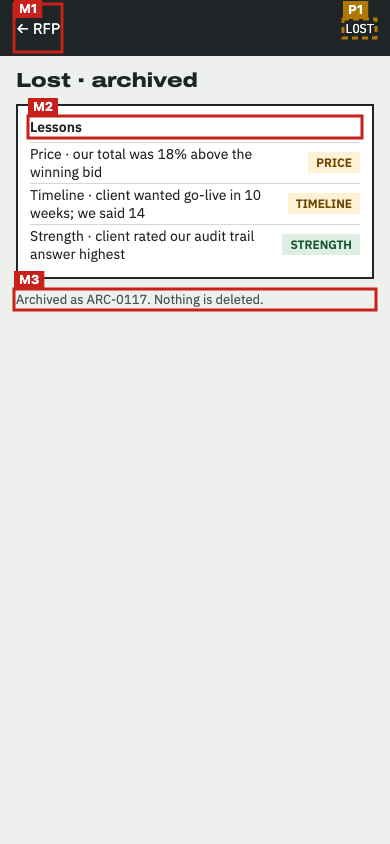 M1
P1
← RFP
LOST
Lost · archived
M2
Lessons
Price · our total was 18% above the
winning bid
PRICE
Timeline · client wanted go-live in 10
weeks; we said 14
TIMELINE
Strength · client rated our audit trail
answer highest
STRENGTH
M3
Archived as ARC-0117. Nothing is deleted.